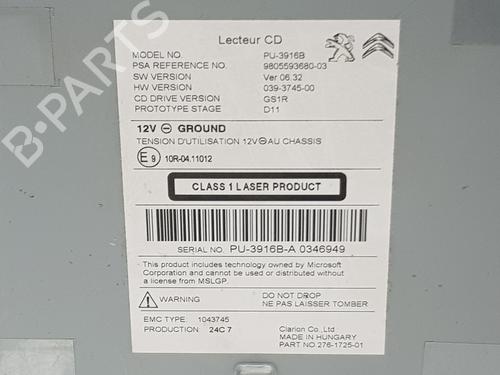 Lecteur CD
MODEL NO. PU-3916B
PSA REFERENCE NO. 9805593680-03
SW VERSION Ver 06.32
HW VERSION 039-3745-00
CD DRIVE VERSION GS1R
PROTOTYPE STAGE D11
12V ⊖ GROUND
TENSION D'UTILISATION 12V⊖AU CHASSIS
E9 10R-04.11012
CLASS 1 LASER PRODUCT
SERIAL NO. PU-3916B-A 0346949
This product includes technology owned by Microsoft
Corporation and cannot be used or distributed without
a license from MSLGP.
WARNING DO NOT DROP
NE PAS LAISSER TOMBER
EMC TYPE: 1043745
PRODUCTION 24C 7 Clarion Co.,Ltd
MADE IN HUNGARY
PART NO.276-1725-01
B-PARTS